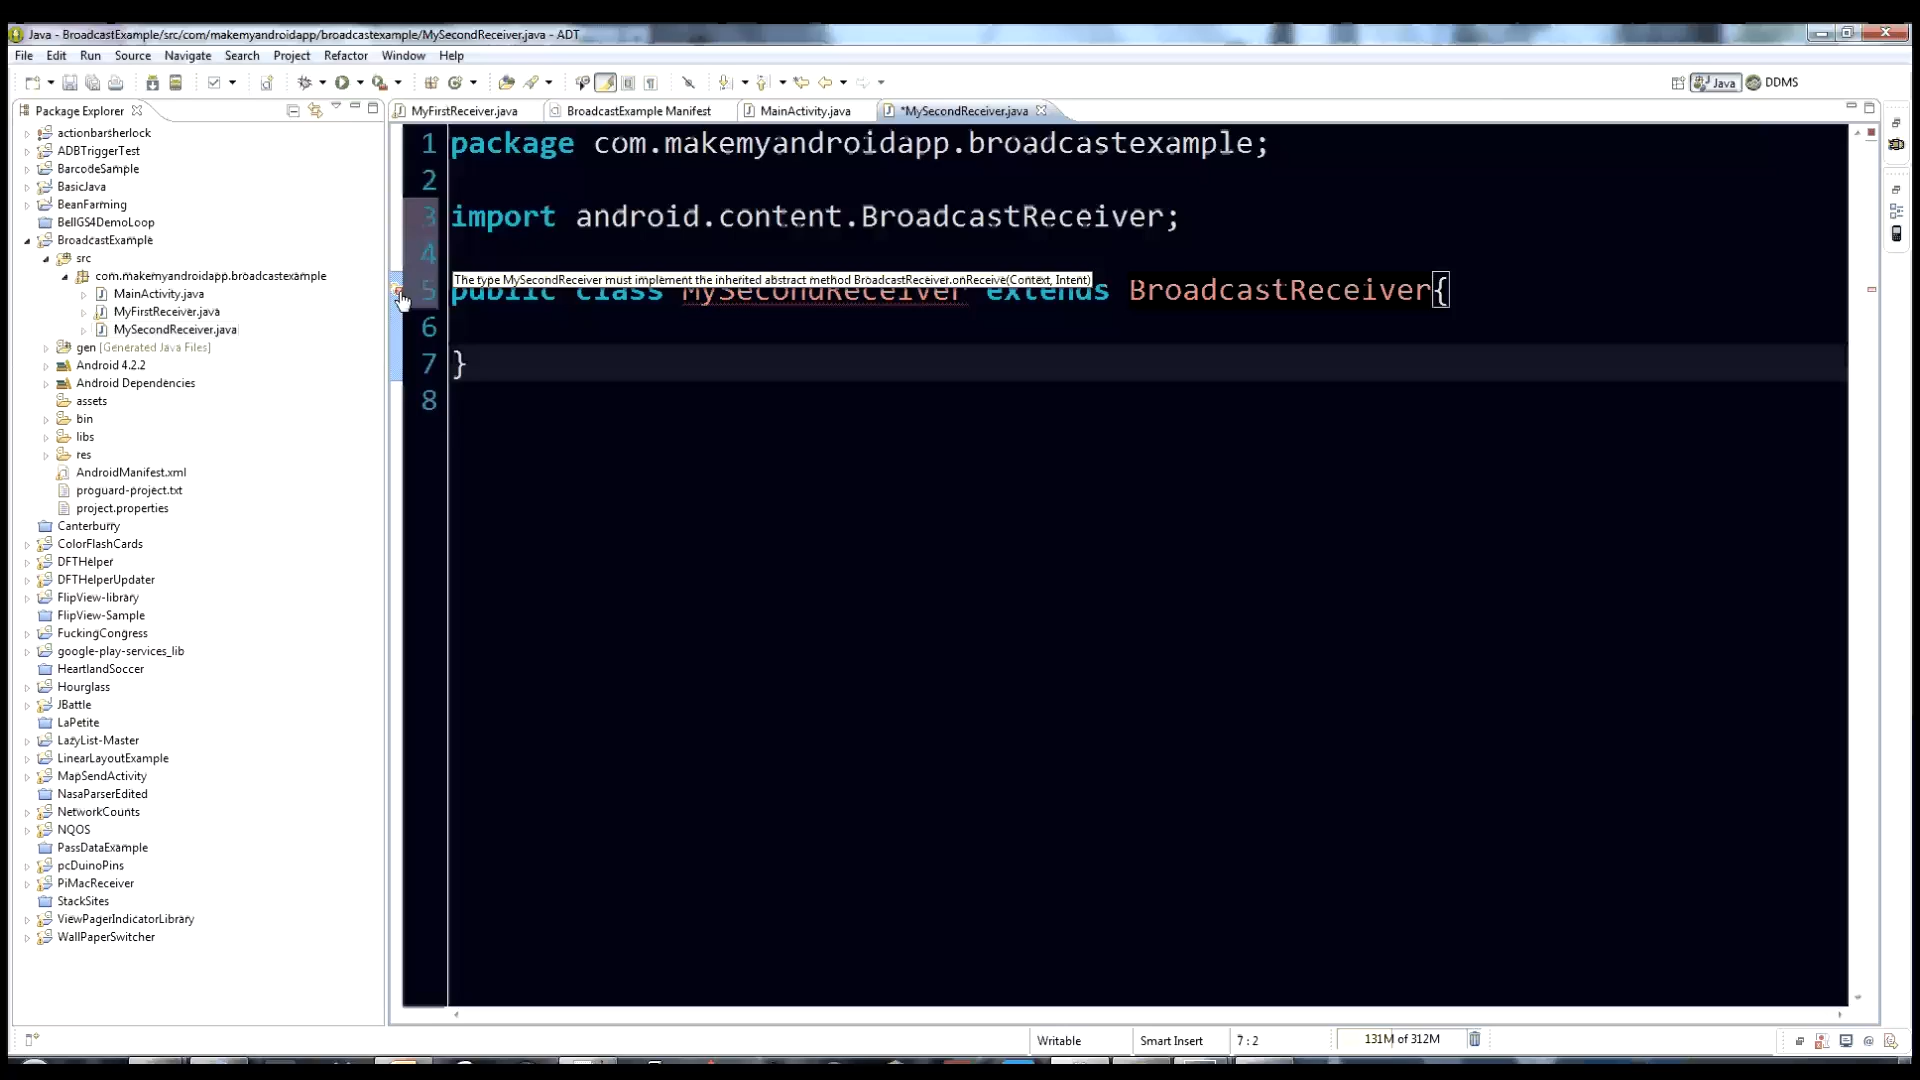 Java - BroadcastExample/src/com/makemyandroidapp/broadcastexample/MySecondReceiver.java - ADT
File Edit Run Source Navigate Search Project Refactor Window Help
Java DDMS
Package Explorer
MyFirstReceiver.java BroadcastExample Manifest MainActivity.java *MySecondReceiver.java
actionbarsherlock
ADBTriggerTest
BarcodeSample
BasicJava
BeanFarming
BellGS4DemoLoop
BroadcastExample
src
com.makemyandroidapp.broadcastexample
MainActivity.java
MyFirstReceiver.java
MySecondReceiver.java
gen [Generated Java Files]
Android 4.2.2
Android Dependencies
assets
bin
libs
res
AndroidManifest.xml
proguard-project.txt
project.properties
Canterburry
ColorFlashCards
DFTHelper
DFTHelperUpdater
FlipView-library
FlipView-Sample
FuckingCongress
google-play-services_lib
HeartlandSoccer
Hourglass
JBattle
LaPetite
LazyList-Master
LinearLayoutExample
MapSendActivity
NasaParserEdited
NetworkCounts
NQOS
PassDataExample
pcDuinoPins
PiMacReceiver
StackSites
ViewPagerIndicatorLibrary
WallPaperSwitcher
1 package com.makemyandroidapp.broadcastexample;
2
3 import android.content.BroadcastReceiver;
4
The type MySecondReceiver must implement the inherited abstract method BroadcastReceiver.onReceive(Context, Intent)
5 public class MySecondReceiver extends BroadcastReceiver{
6
7 }
8
Writable Smart Insert 7 : 2 131M of 312M